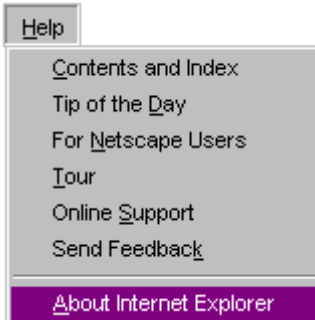 Help
Contents and Index
Tip of the Day
For Netscape Users
Tour
Online Support
Send Feedback
About Internet Explorer